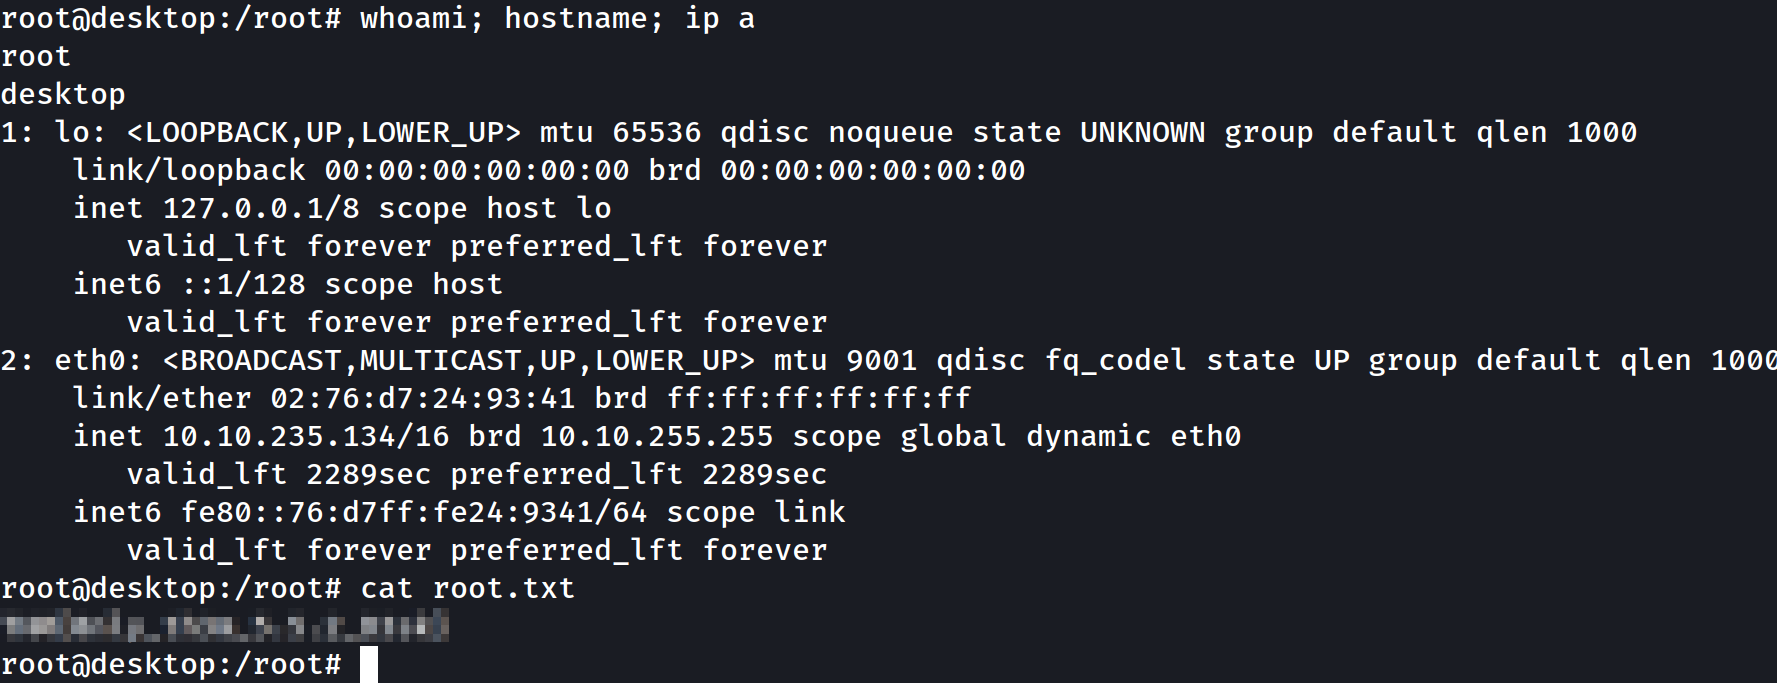 root@desktop:/root# whoami; hostname; ip a
root
desktop
1: lo: <LOOPBACK,UP,LOWER_UP> mtu 65536 qdisc noqueue state UNKNOWN group default qlen 1000
    link/loopback 00:00:00:00:00:00 brd 00:00:00:00:00:00
    inet 127.0.0.1/8 scope host lo
       valid_lft forever preferred_lft forever
    inet6 ::1/128 scope host
       valid_lft forever preferred_lft forever
2: eth0: <BROADCAST,MULTICAST,UP,LOWER_UP> mtu 9001 qdisc fq_codel state UP group default qlen 1000
    link/ether 02:76:d7:24:93:41 brd ff:ff:ff:ff:ff:ff
    inet 10.10.235.134/16 brd 10.10.255.255 scope global dynamic eth0
       valid_lft 2289sec preferred_lft 2289sec
    inet6 fe80::76:d7ff:fe24:9341/64 scope link
       valid_lft forever preferred_lft forever
root@desktop:/root# cat root.txt
root@desktop:/root#